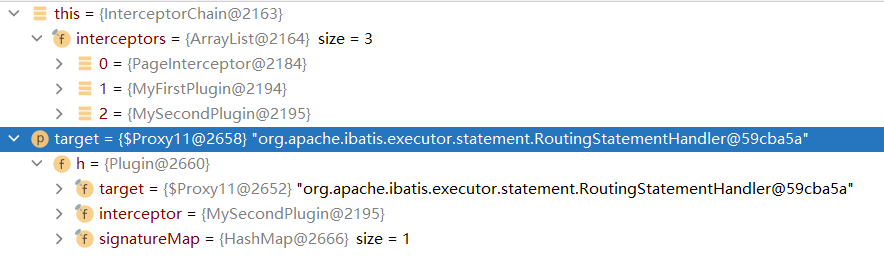 this = {InterceptorChain@2163}
f interceptors = {ArrayList@2164} size = 3
0 = {PageInterceptor@2184}
1 = {MyFirstPlugin@2194}
2 = {MySecondPlugin@2195}
p target = {$Proxy11@2658} "org.apache.ibatis.executor.statement.RoutingStatementHandler@59cba5a"
f h = {Plugin@2660}
f target = {$Proxy11@2652} "org.apache.ibatis.executor.statement.RoutingStatementHandler@59cba5a"
f interceptor = {MySecondPlugin@2195}
f signatureMap = {HashMap@2666} size = 1